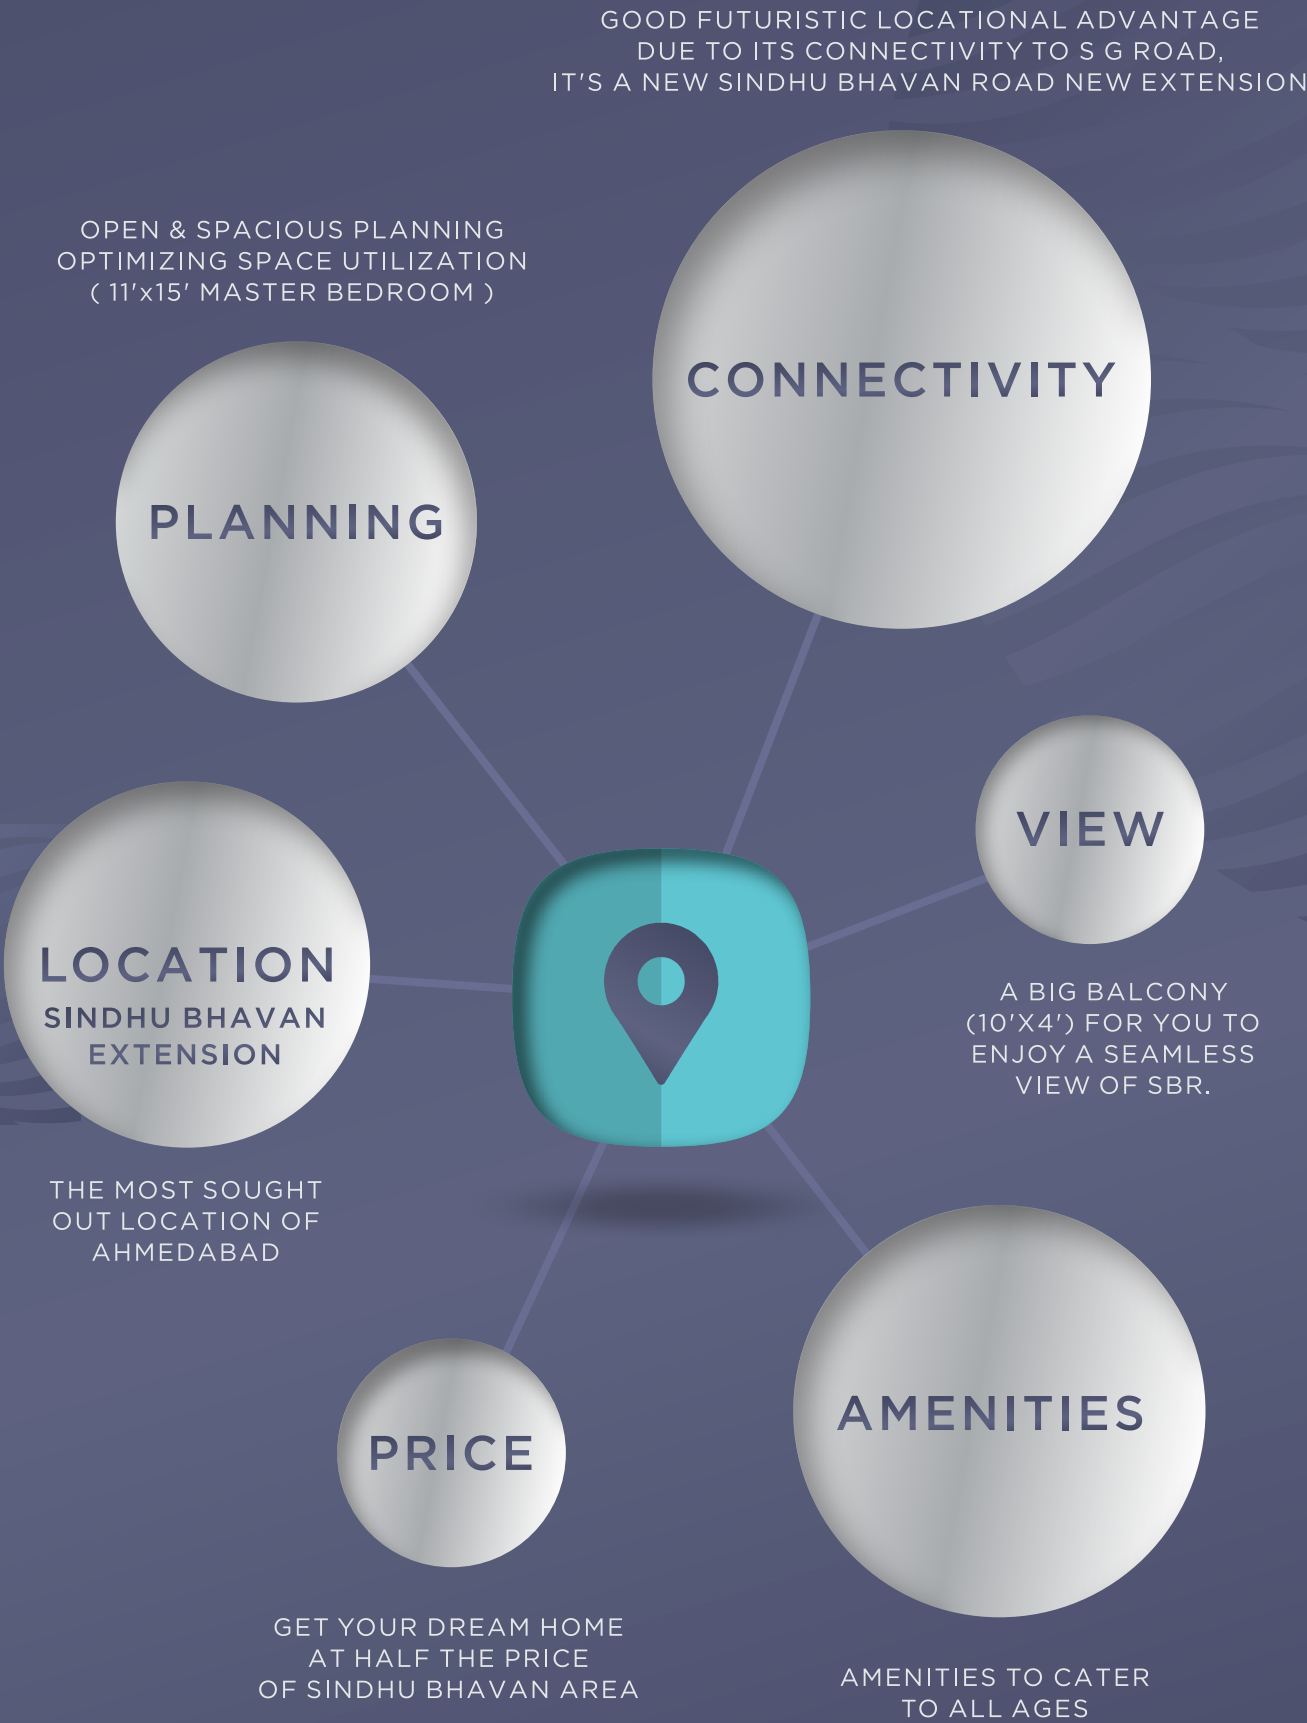 GOOD FUTURISTIC LOCATIONAL ADVANTAGE
DUE TO ITS CONNECTIVITY TO S G ROAD,
IT'S A NEW SINDHU BHAVAN ROAD NEW EXTENSION
CONNECTIVITY
OPEN & SPACIOUS PLANNING
OPTIMIZING SPACE UTILIZATION
( 11'x15' MASTER BEDROOM )
PLANNING
VIEW
A BIG BALCONY
(10'X4') FOR YOU TO
ENJOY A SEAMLESS
VIEW OF SBR.
LOCATION
SINDHU BHAVAN
EXTENSION
THE MOST SOUGHT
OUT LOCATION OF
AHMEDABAD
PRICE
GET YOUR DREAM HOME
AT HALF THE PRICE
OF SINDHU BHAVAN AREA
AMENITIES
AMENITIES TO CATER
TO ALL AGES